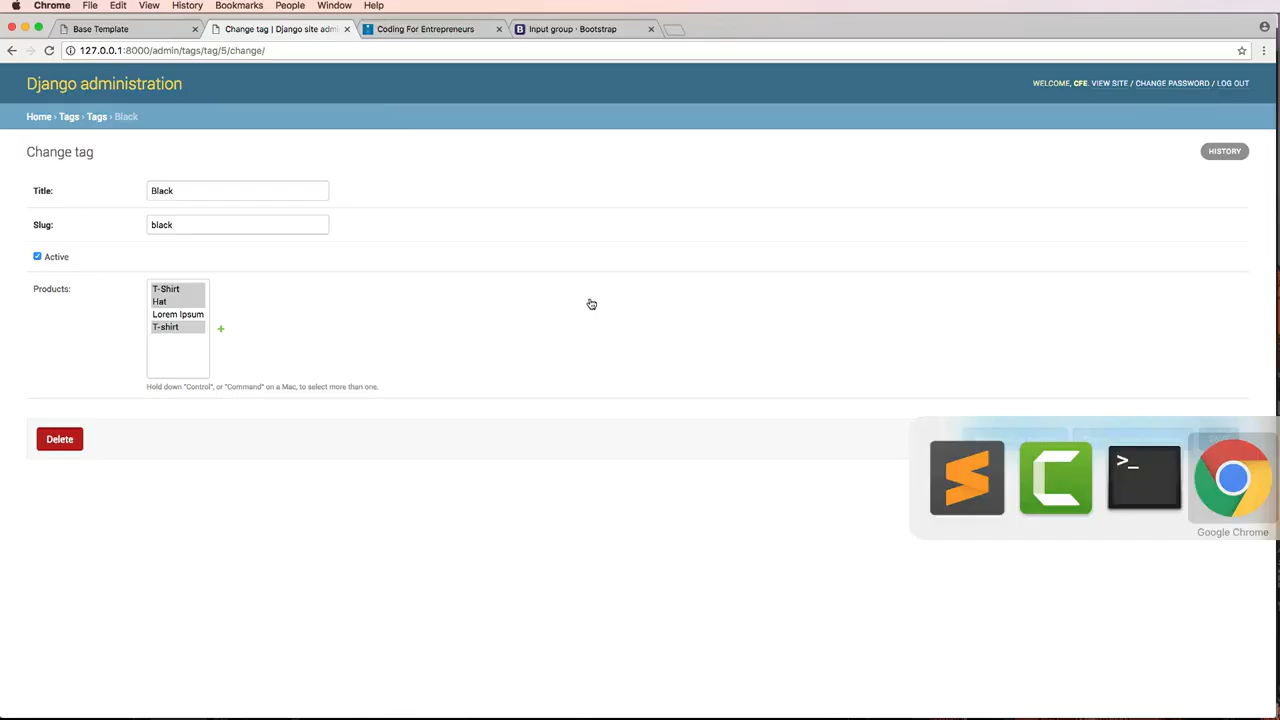 Chrome File Edit View History Bookmarks People Window Help
Base Template
Change tag | Django site admi
Coding For Entrepreneurs
Input group · Bootstrap
127.0.0.1:8000/admin/tags/tag/5/change/
Django administration
WELCOME, CFE. VIEW SITE / CHANGE PASSWORD / LOG OUT
Home › Tags › Tags › Black
Change tag
HISTORY
Title:
Black
Slug:
black
Active
Products:
T-Shirt
Hat
Lorem Ipsum
T-shirt
Hold down "Control", or "Command" on a Mac, to select more than one.
Delete
Google Chrome